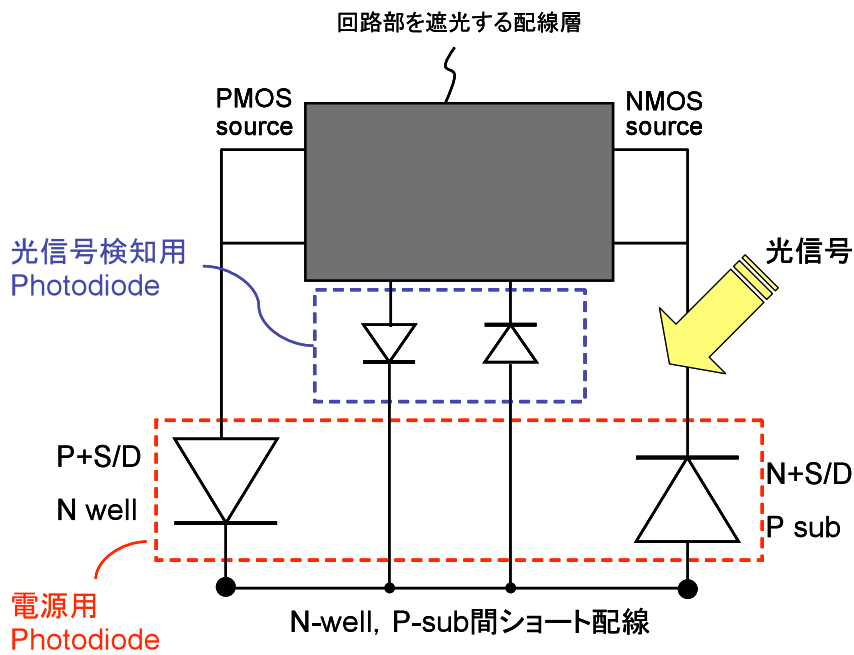 回路部を遮光する配線層
PMOS
source
NMOS
source
光信号検知用
Photodiode
光信号
P+S/D
N well
N+S/D
P sub
電源用
Photodiode
N-well, P-sub間ショート配線